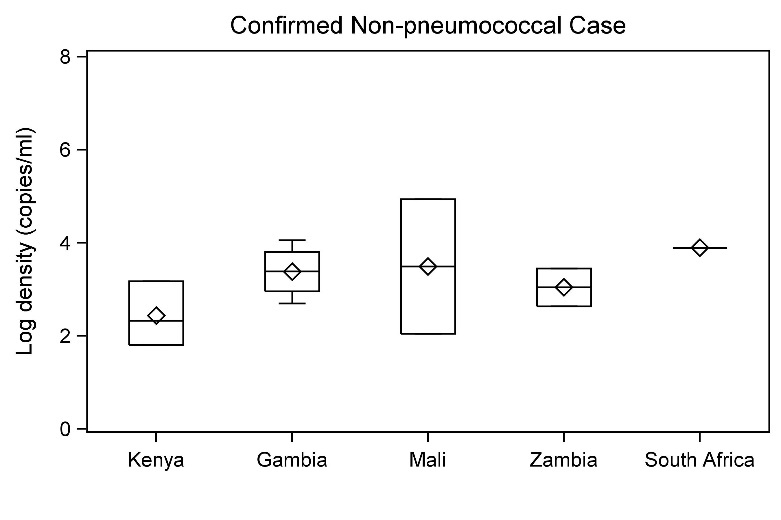 Confirmed Non-pneumococcal Case
Log density (copies/ml)
8
6
4
2
0
Kenya Gambia Mali Zambia South Africa